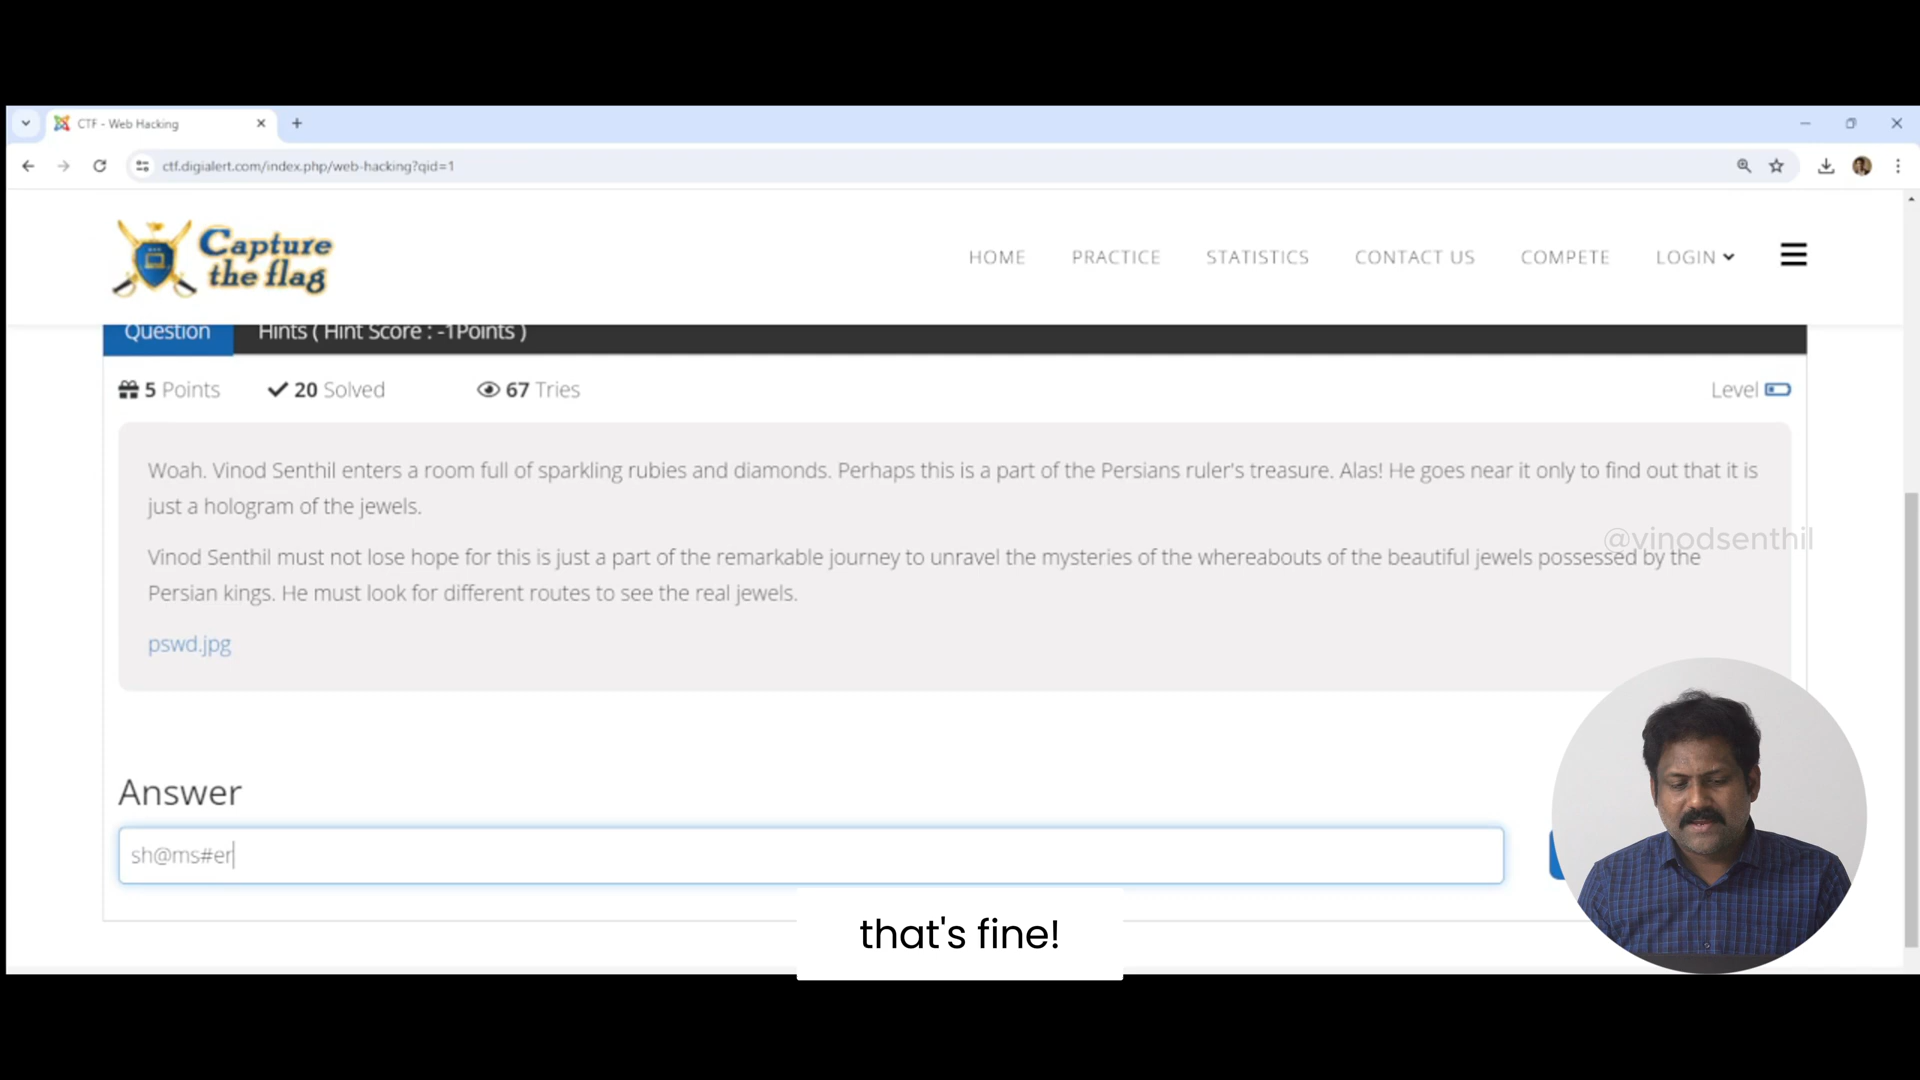 CTF - Web Hacking
ctf.digialert.com/index.php/web-hacking?qid=1
Capture
the flag
HOME PRACTICE STATISTICS CONTACT US COMPETE LOGIN
Question Hints ( Hint Score : -1Points )
5 Points 20 Solved 67 Tries Level
Woah. Vinod Senthil enters a room full of sparkling rubies and diamonds. Perhaps this is a part of the Persians ruler's treasure. Alas! He goes near it only to find out that it is
just a hologram of the jewels.
@vinodsenthil
Vinod Senthil must not lose hope for this is just a part of the remarkable journey to unravel the mysteries of the whereabouts of the beautiful jewels possessed by the
Persian kings. He must look for different routes to see the real jewels.
pswd.jpg
Answer
sh@ms#er
that's fine!